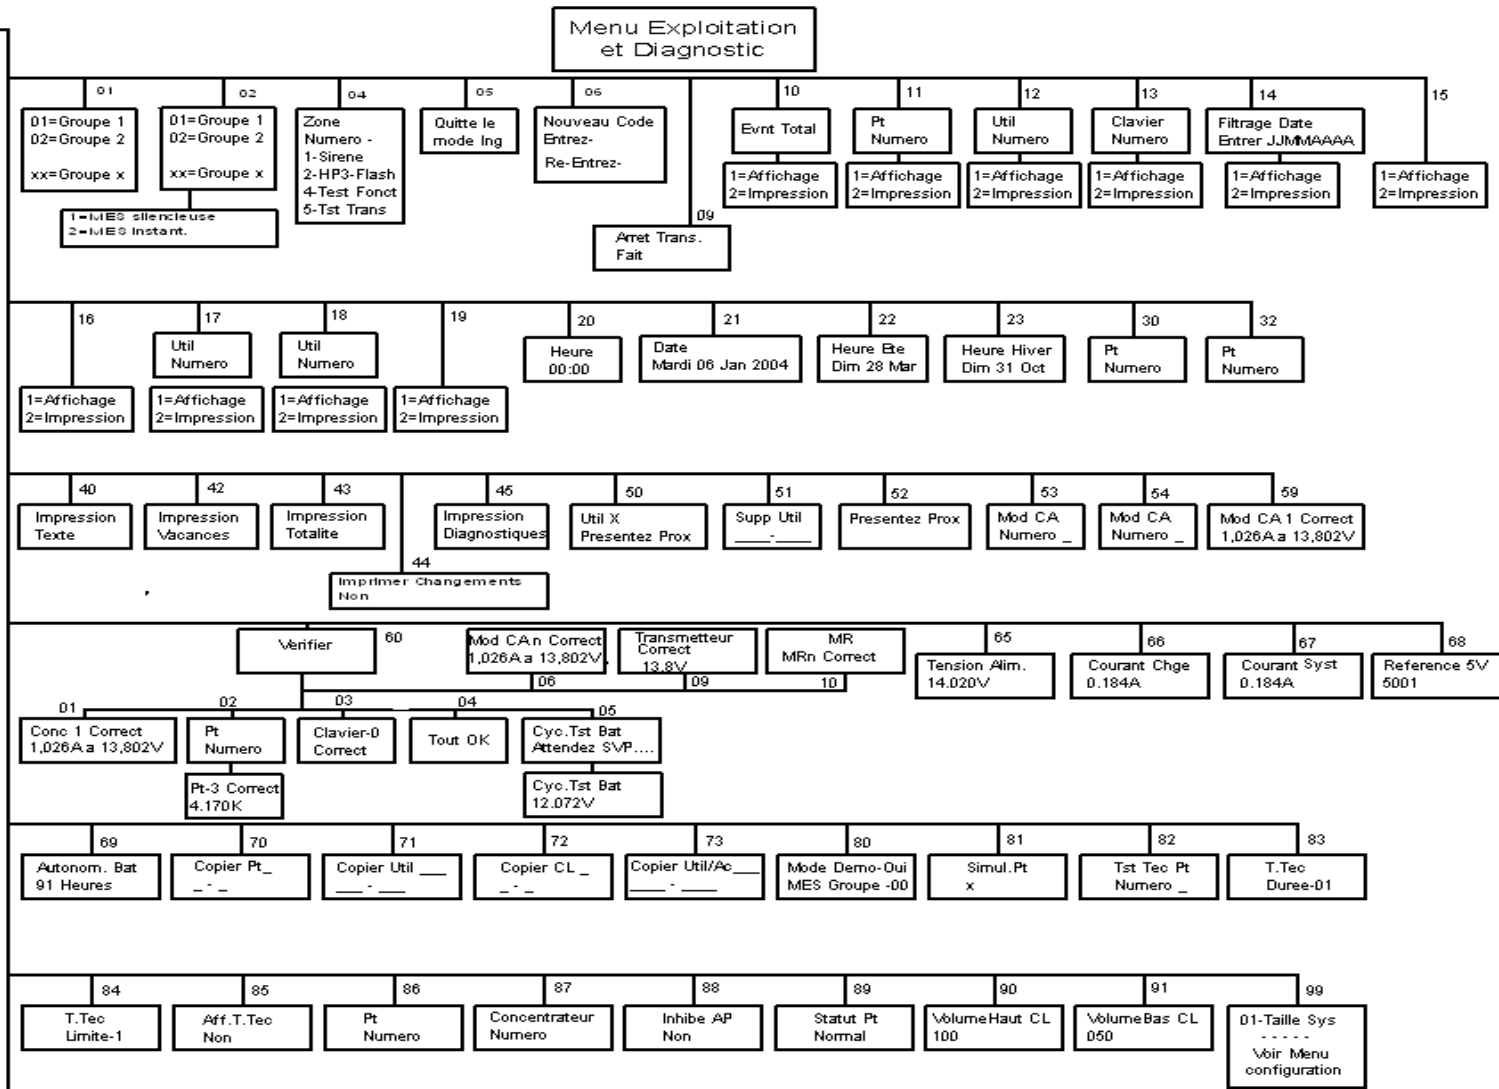 Menu Exploitation
et Diagnostic
01
01=Groupe 1
02=Groupe 2
xx=Groupe x
02
01=Groupe 1
02=Groupe 2
xx=Groupe x
1=MES silencieuse
2=MES Instant.
04
Zone
Numero -
1-Sirene
2-HP3-Flash
4-Test Fonct
5-Tst Trans
05
Quitte le
mode Ing
06
Nouveau Code
Entrez-
Re-Entrez-
09
Arret Trans.
Fait
10
Evnt Total
1=Affichage
2=Impression
11
Pt
Numero
1=Affichage
2=Impression
12
Util
Numero
1=Affichage
2=Impression
13
Clavier
Numero
1=Affichage
2=Impression
14
Filtrage Date
Entrer JJMMAAAA
1=Affichage
2=Impression
15
1=Affichage
2=Impression
16
1=Affichage
2=Impression
17
Util
Numero
1=Affichage
2=Impression
18
Util
Numero
1=Affichage
2=Impression
19
1=Affichage
2=Impression
20
Heure
00:00
21
Date
Mardi 06 Jan 2004
22
Heure Ete
Dim 28 Mar
23
Heure Hiver
Dim 31 Oct
30
Pt
Numero
32
Pt
Numero
40
Impression
Texte
42
Impression
Vacances
43
Impression
Totalite
44
Imprimer Changements
Non
45
Impression
Diagnostiques
50
Util X
Presentez Prox
51
Supp Util
____-____
52
Presentez Prox
53
Mod CA
Numero _
54
Mod CA
Numero _
59
Mod CA 1 Correct
1,026A a 13,802V
60
Verifier
01
Conc 1 Correct
1,026A a 13,802V
02
Pt
Numero
Pt-3 Correct
4.170K
03
Clavier-0
Correct
04
Tout OK
05
Cyc.Tst Bat
Attendez SVP....
Cyc.Tst Bat
12.072V
06
Mod CA n Correct
1,026A a 13,802V
09
Transmetteur
Correct
13.8V
10
MR
MRn Correct
65
Tension Alim.
14.020V
66
Courant Chge
0.184A
67
Courant Syst
0.184A
68
Reference 5V
5001
69
Autonom. Bat
91 Heures
70
Copier Pt _
_ - _
71
Copier Util ___
___ - ___
72
Copier CL _
_ - _
73
Copier Util/Ac___
____ - ____
80
Mode Demo-Oui
MES Groupe -00
81
Simul.Pt
x
82
Tst Tec Pt
Numero _
83
T.Tec
Duree-01
84
T.Tec
Limite-1
85
Aff.T.Tec
Non
86
Pt
Numero
87
Concentrateur
Numero
88
Inhibe AP
Non
89
Statut Pt
Normal
90
VolumeHaut CL
100
91
VolumeBas CL
050
99
01-Taille Sys
- - - - -
Voir Menu
configuration